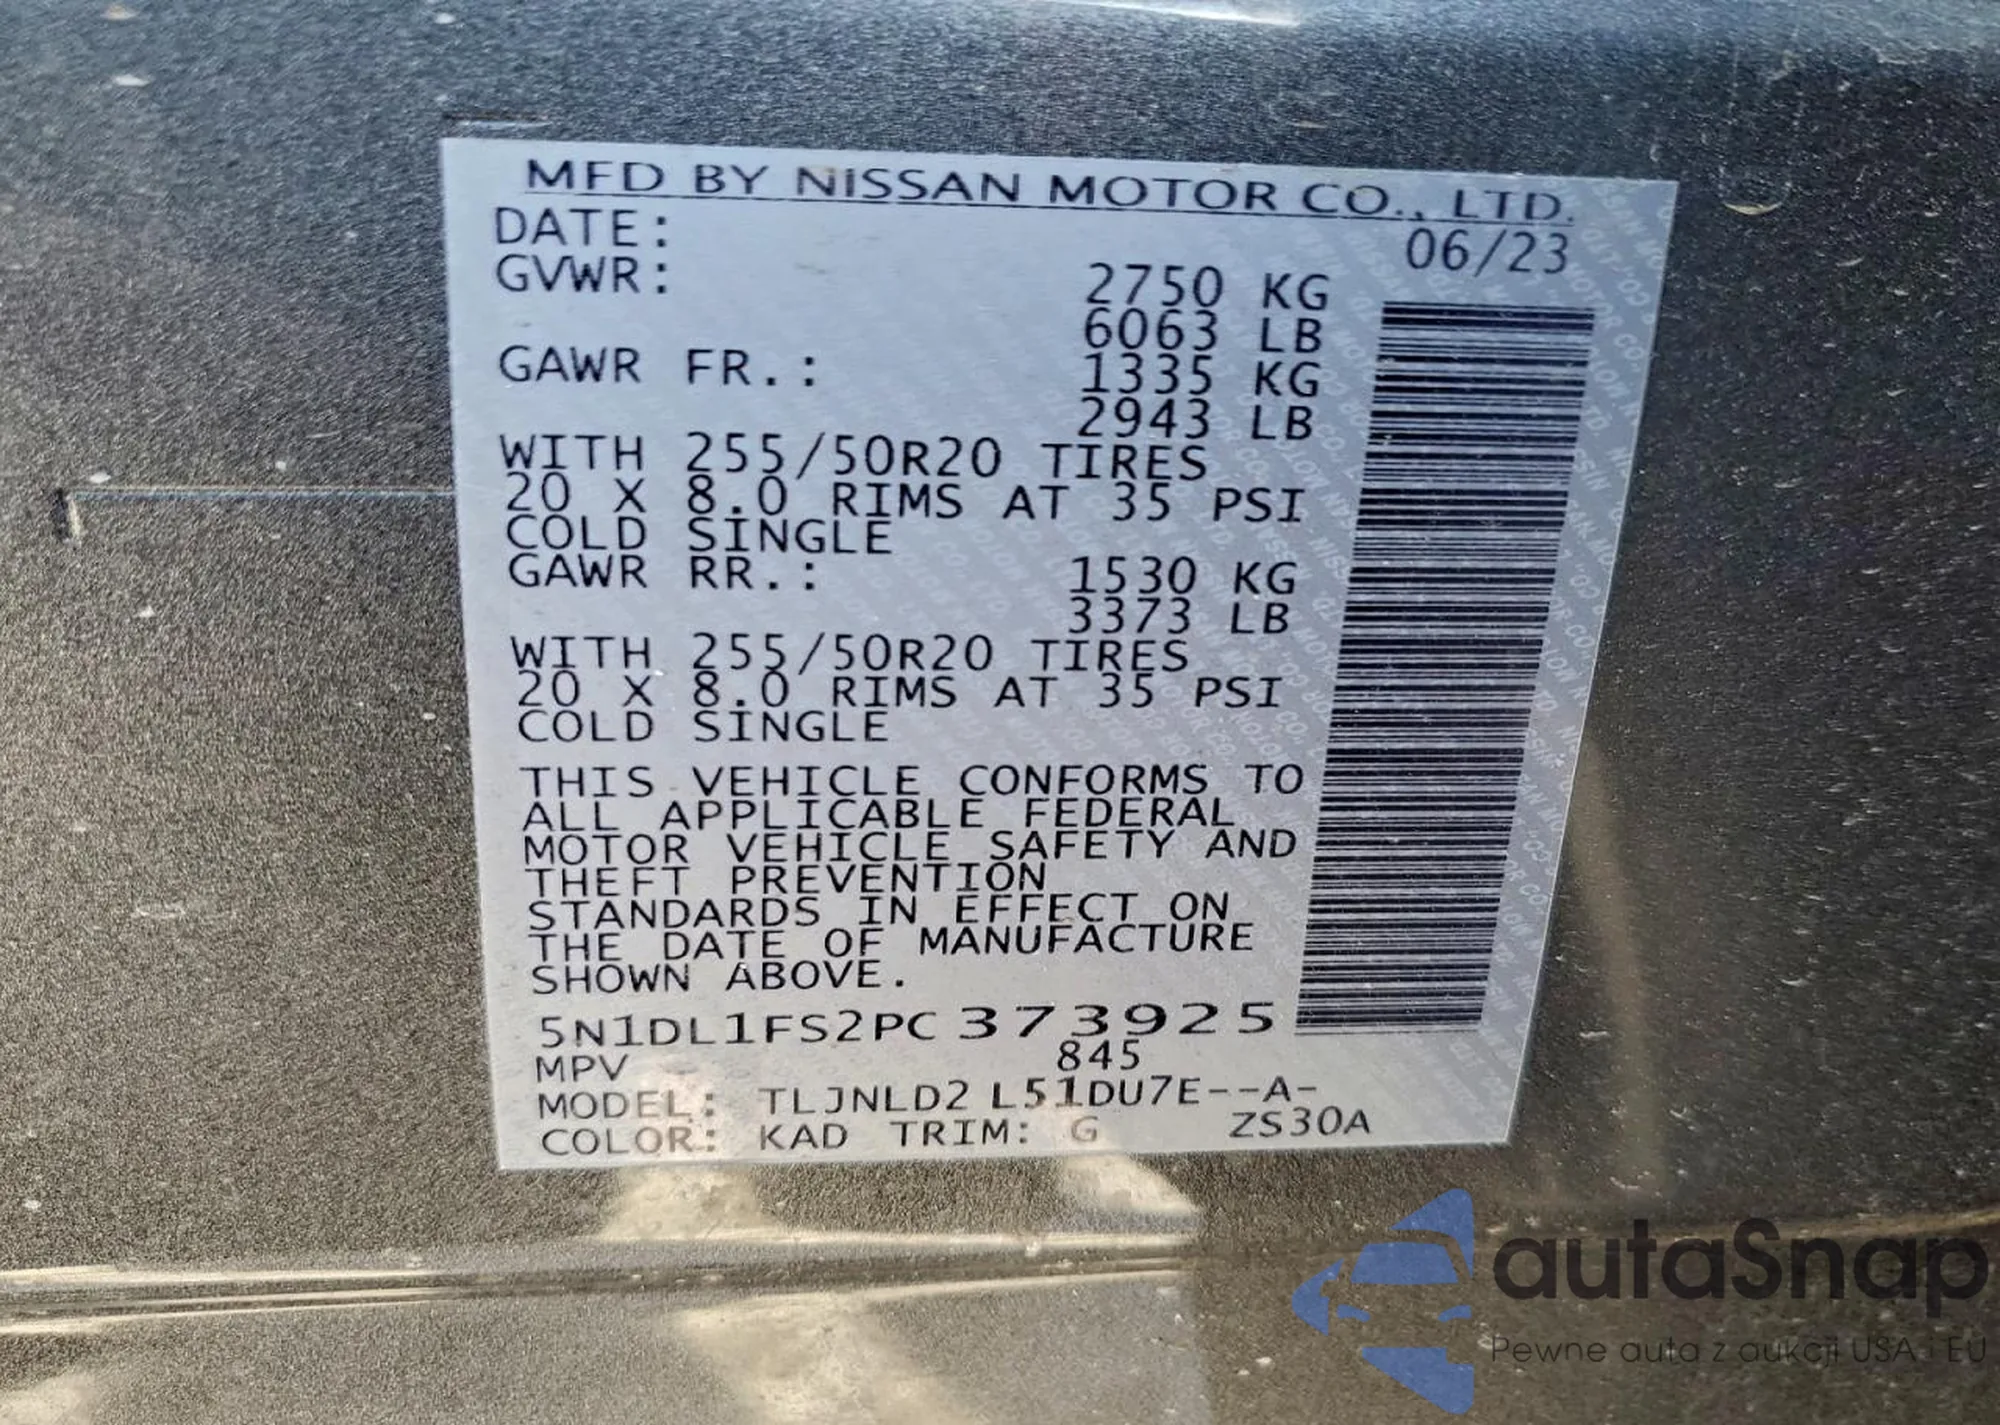 MFD BY NISSAN MOTOR CO., LTD.
DATE: 06/23
GVWR: 2750 KG
6063 LB
GAWR FR.: 1335 KG
2943 LB
WITH 255/50R20 TIRES
20 X 8.0 RIMS AT 35 PSI
COLD SINGLE
GAWR RR.: 1530 KG
3373 LB
WITH 255/50R20 TIRES
20 X 8.0 RIMS AT 35 PSI
COLD SINGLE
THIS VEHICLE CONFORMS TO
ALL APPLICABLE FEDERAL
MOTOR VEHICLE SAFETY AND
THEFT PREVENTION
STANDARDS IN EFFECT ON
THE DATE OF MANUFACTURE
SHOWN ABOVE.
5N1DL1FS2PC373925
MPV 845
MODEL: TLJNLD2 L51DU7E--A-
COLOR: KAD TRIM: G ZS30A
autaSnap
Pewne auta z aukcji USA i EU